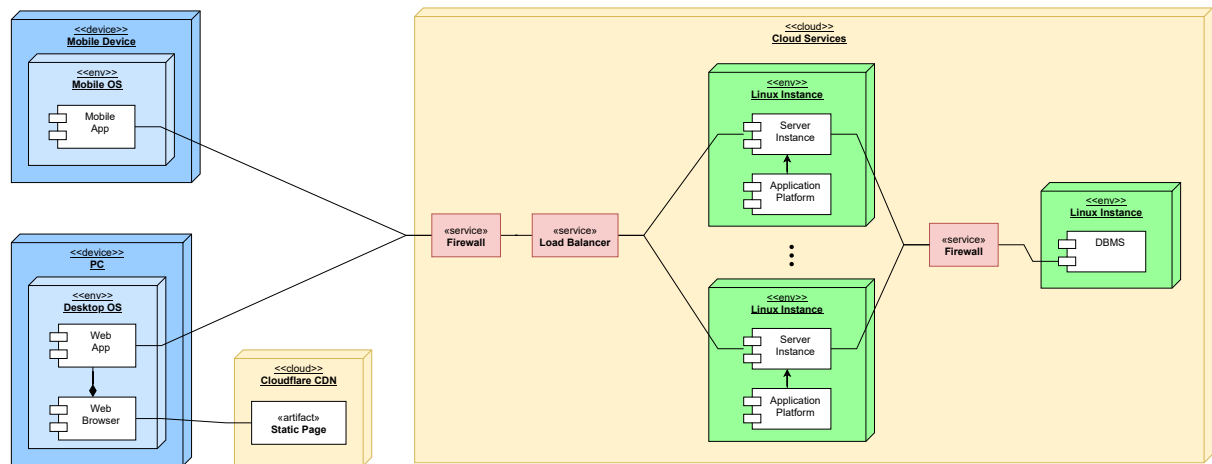 <<device>>
Mobile Device
<<env>>
Mobile OS
Mobile
App
<<device>>
PC
<<env>>
Desktop OS
Web
App
Web
Browser
<<cloud>>
Cloudflare CDN
«artifact»
Static Page
<<cloud>>
Cloud Services
«service»
Firewall
«service»
Load Balancer
<<env>>
Linux Instance
Server
Instance
Application
Platform
<<env>>
Linux Instance
Server
Instance
Application
Platform
«service»
Firewall
<<env>>
Linux Instance
DBMS